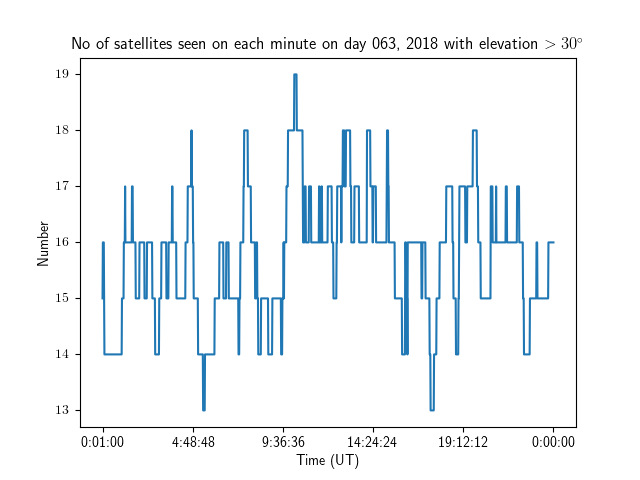 No of satellites seen on each minute on day 063, 2018 with elevation > 30°
19
18
17
16
15
14
13
Number
0:01:00 4:48:48 9:36:36 14:24:24 19:12:12 0:00:00
Time (UT)